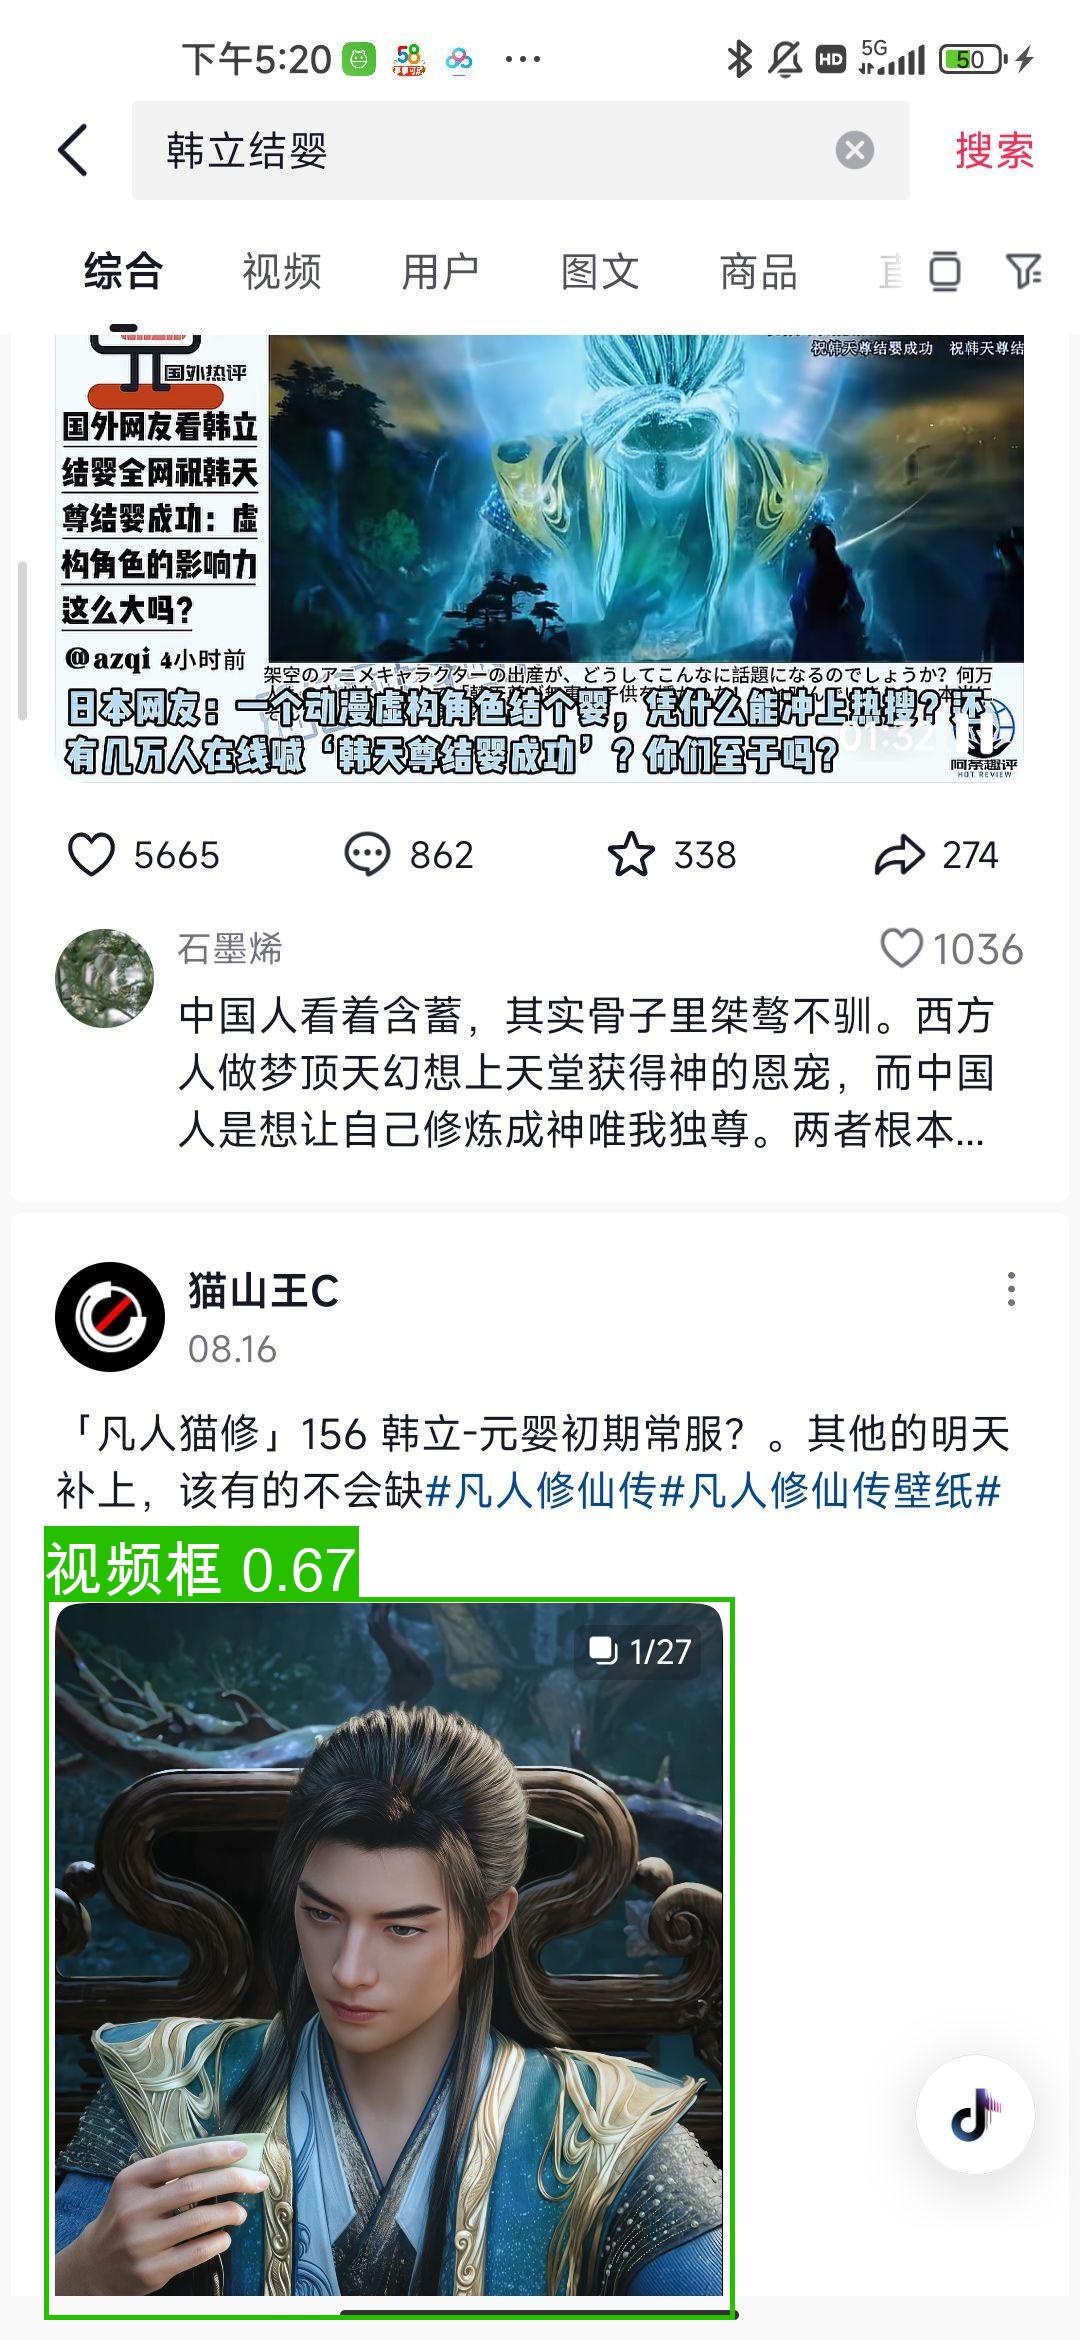 下午5:20
58
HD
5G
50
韩立结婴
搜索
综合 视频 用户 图文 商品
祝韩天尊结婴成功 祝韩天尊结
国外热评
国外网友看韩立
结婴全网祝韩天
尊结婴成功：虚
构角色的影响力
这么大吗？
@azqi 4小时前
架空のアニメキャラクターの出産が、どうしてこんなに話題になるのでしょうか？何万
日本网友：一个动漫虚构角色结个婴，凭什么能冲上热搜？还
有几万人在线喊‘韩天尊结婴成功’？你们至于吗？
01:32
阿茶趣评
HOT REVIEW
5665 862 338 274
石墨烯
1036
中国人看着含蓄，其实骨子里桀骜不驯。西方
人做梦顶天幻想上天堂获得神的恩宠，而中国
人是想让自己修炼成神唯我独尊。两者根本...
猫山王C
08.16
「凡人猫修」156 韩立-元婴初期常服？。其他的明天
补上，该有的不会缺#凡人修仙传#凡人修仙传壁纸#
视频框 0.67
1/27